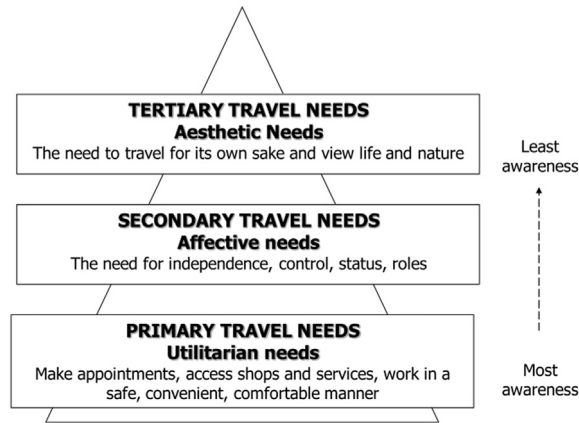 TERTIARY TRAVEL NEEDS
Aesthetic Needs
The need to travel for its own sake and view life and nature
Least
awareness
SECONDARY TRAVEL NEEDS
Affective needs
The need for independence, control, status, roles
PRIMARY TRAVEL NEEDS
Utilitarian needs
Make appointments, access shops and services, work in a
safe, convenient, comfortable manner
Most
awareness